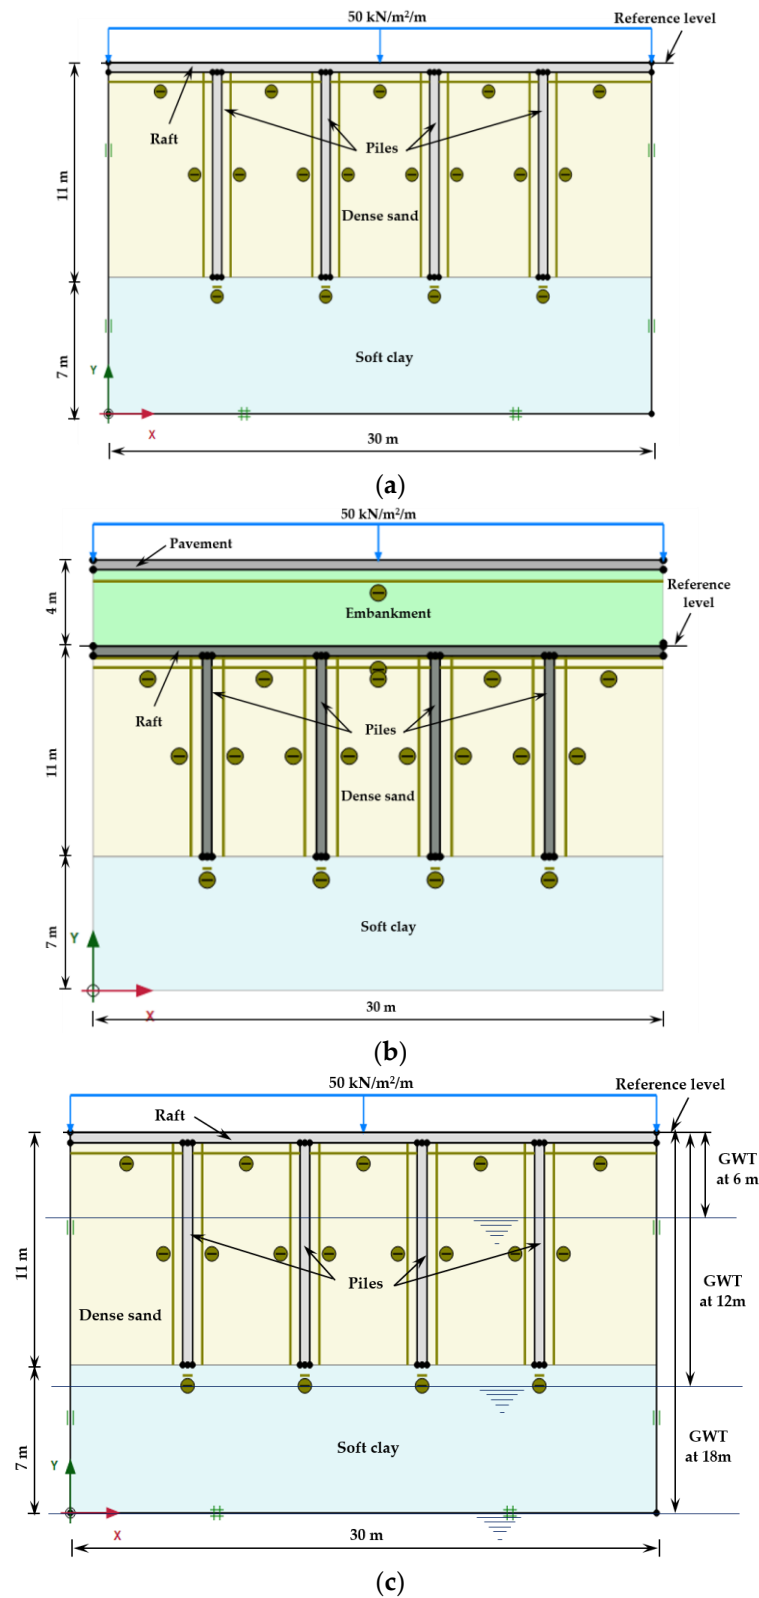 50 kN/m²/m
Reference level
Raft
Piles
11 m
Dense sand
Soft clay
7 m
Y
X
30 m
(a)
50 kN/m²/m
Pavement
Reference
level
4 m
Embankment
Raft
Piles
11 m
Dense sand
Soft clay
7 m
Y
X
30 m
(b)
50 kN/m²/m
Reference level
Raft
GWT
at 6 m
11 m
Piles
GWT
at 12m
Dense sand
GWT
at 18m
Soft clay
7 m
Y
X
30 m
(c)